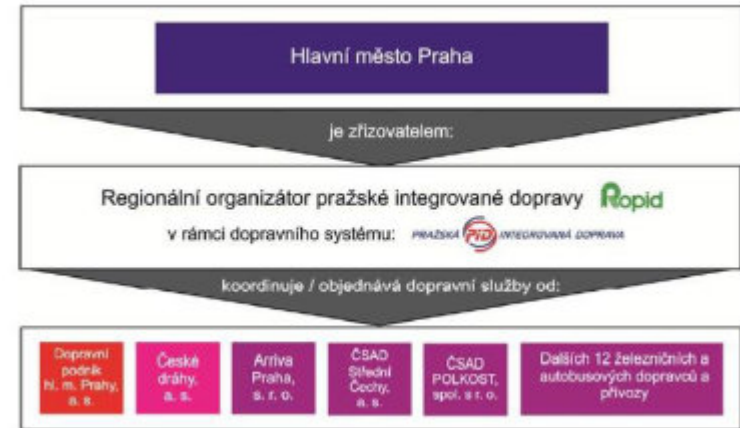 Hlavní město Praha
je zřizovatelem:
Regionální organizátor pražské integrované dopravy Ropid
v rámci dopravního systému: PRAŽSKÁ PID INTEGROVANÁ DOPRAVA
koordinuje / objednává dopravní služby od:
Dopravní
podnik
hl. m. Prahy,
a. s.
České
dráhy,
a. s.
Arriva
Praha,
s. r. o.
ČSAD
Střední
Čechy,
a. s.
ČSAD
POLKOST,
spol. s r. o.
Dalších 12 železničních a
autobusových dopravců a
přívozy